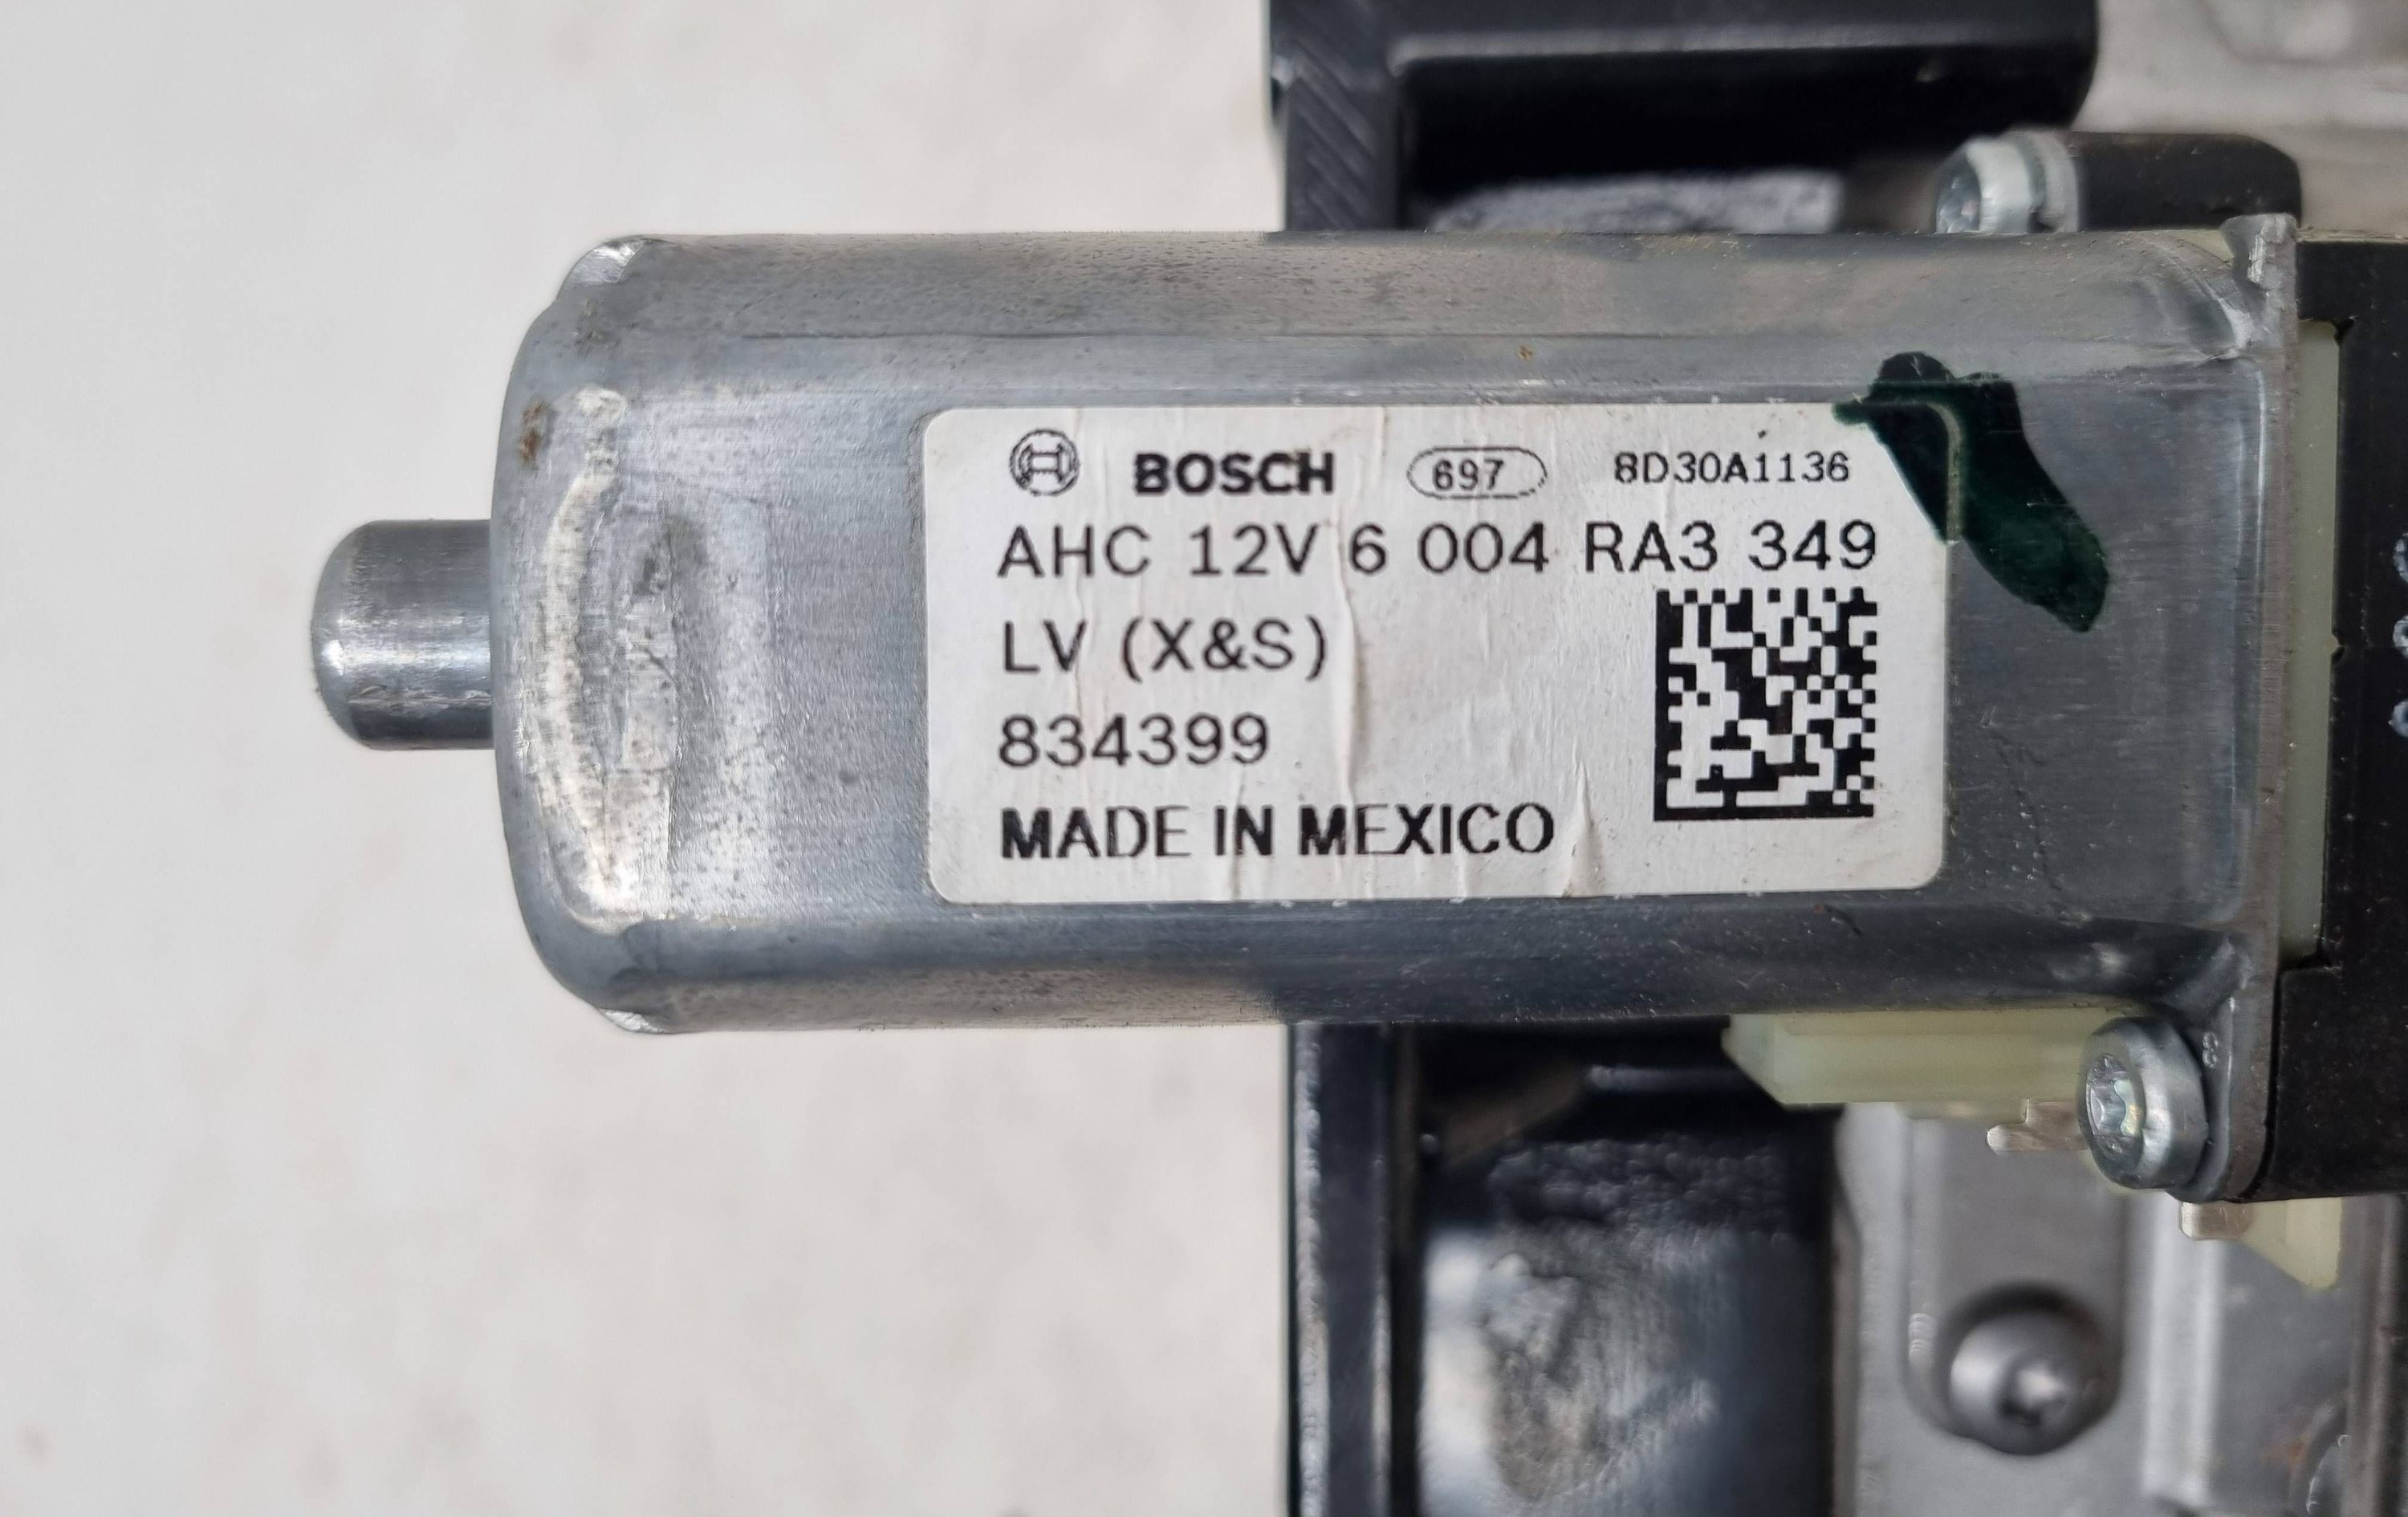 BOSCH 697 8D30A1136
AHC 12V 6 004 RA3 349
LV (X&S)
834399
MADE IN MEXICO